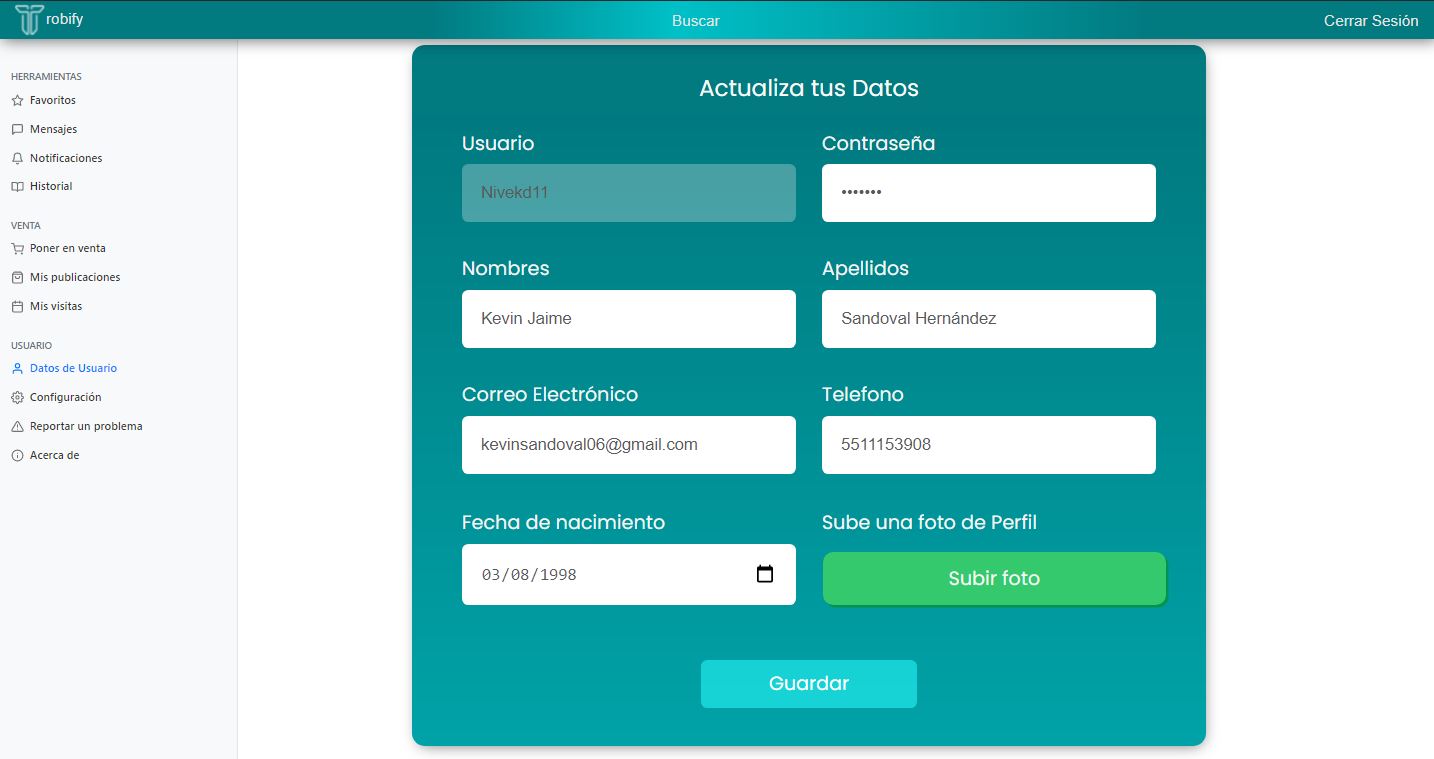 robify
Buscar
Cerrar Sesión
HERRAMIENTAS
Favoritos
Mensajes
Notificaciones
Historial
VENTA
Poner en venta
Mis publicaciones
Mis visitas
USUARIO
Datos de Usuario
Configuración
Reportar un problema
Acerca de
Actualiza tus Datos
Usuario
Contraseña
Nivekd11
•••••••
Nombres
Apellidos
Kevin Jaime
Sandoval Hernández
Correo Electrónico
Telefono
kevinsandoval06@gmail.com
5511153908
Fecha de nacimiento
Sube una foto de Perfil
03/08/1998
Subir foto
Guardar